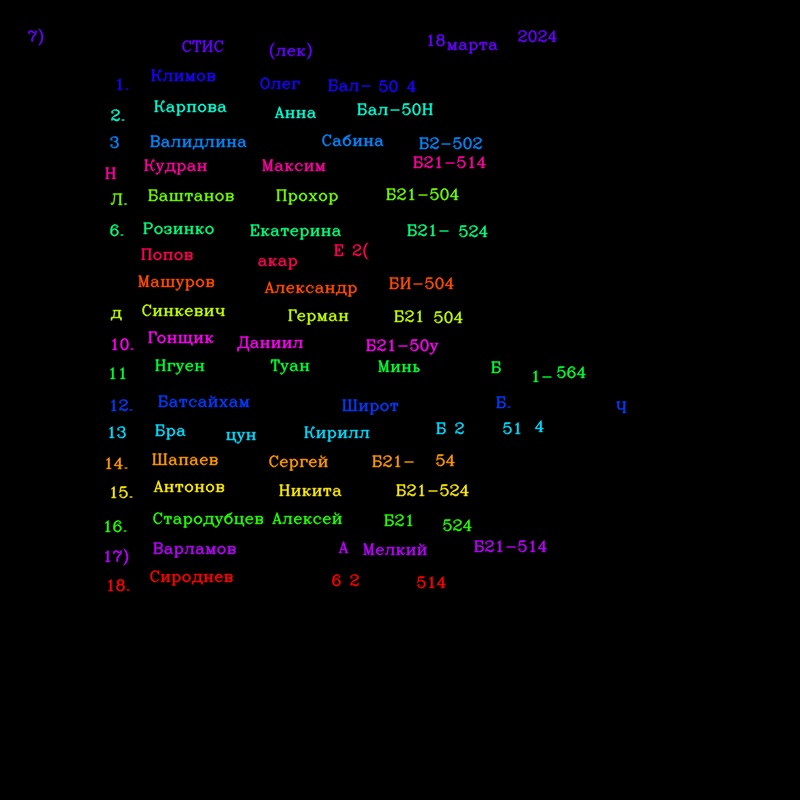 7) СТИС (лек) 18 марта 2024
1. Климов Олег Бал- 50 4
2. Карпова Анна Бал-50Н
3 Валидлина Сабина Б2-502
Н Кудран Максим Б21-514
Л. Баштанов Прохор Б21-504
6. Розинко Екатерина Б21- 524
Попов акар Е 2(
Машуров Александр БИ-504
д Синкевич Герман Б21 504
10. Гонщик Даниил Б21-50у
11 Нгуен Туан Минь Б 1-564
12. Батсайхам Широт Б. Ч
13 Бра цун Кирилл Б 2 51 4
14. Шапаев Сергей Б21- 54
15. Антонов Никита Б21-524
16. Стародубцев Алексей Б21 524
17) Варламов А Мелкий Б21-514
18. Сироднев 6 2 514